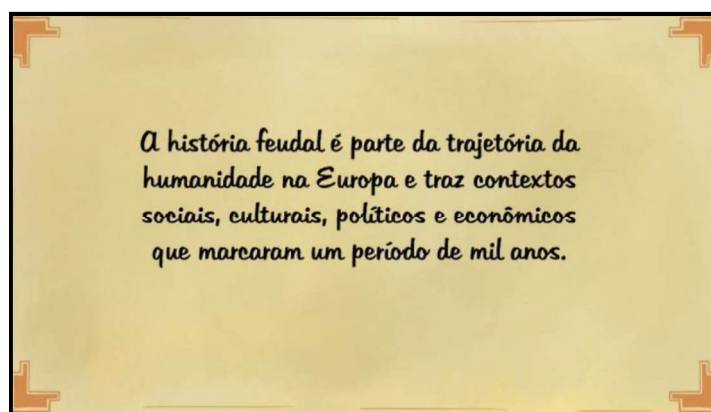 A história feudal é parte da trajetória da
humanidade na Europa e traz contextos
sociais, culturais, políticos e econômicos
que marcaram um período de mil anos.